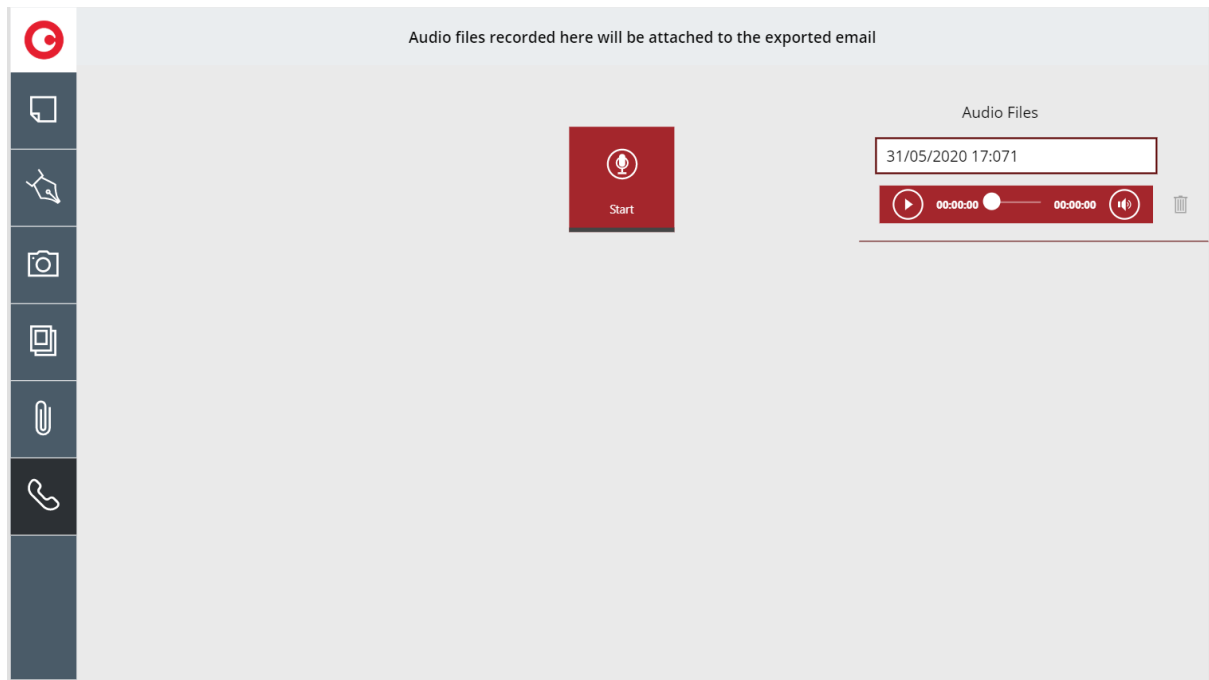 Audio files recorded here will be attached to the exported email
Audio Files
31/05/2020 17:071
Start
00:00:00 00:00:00